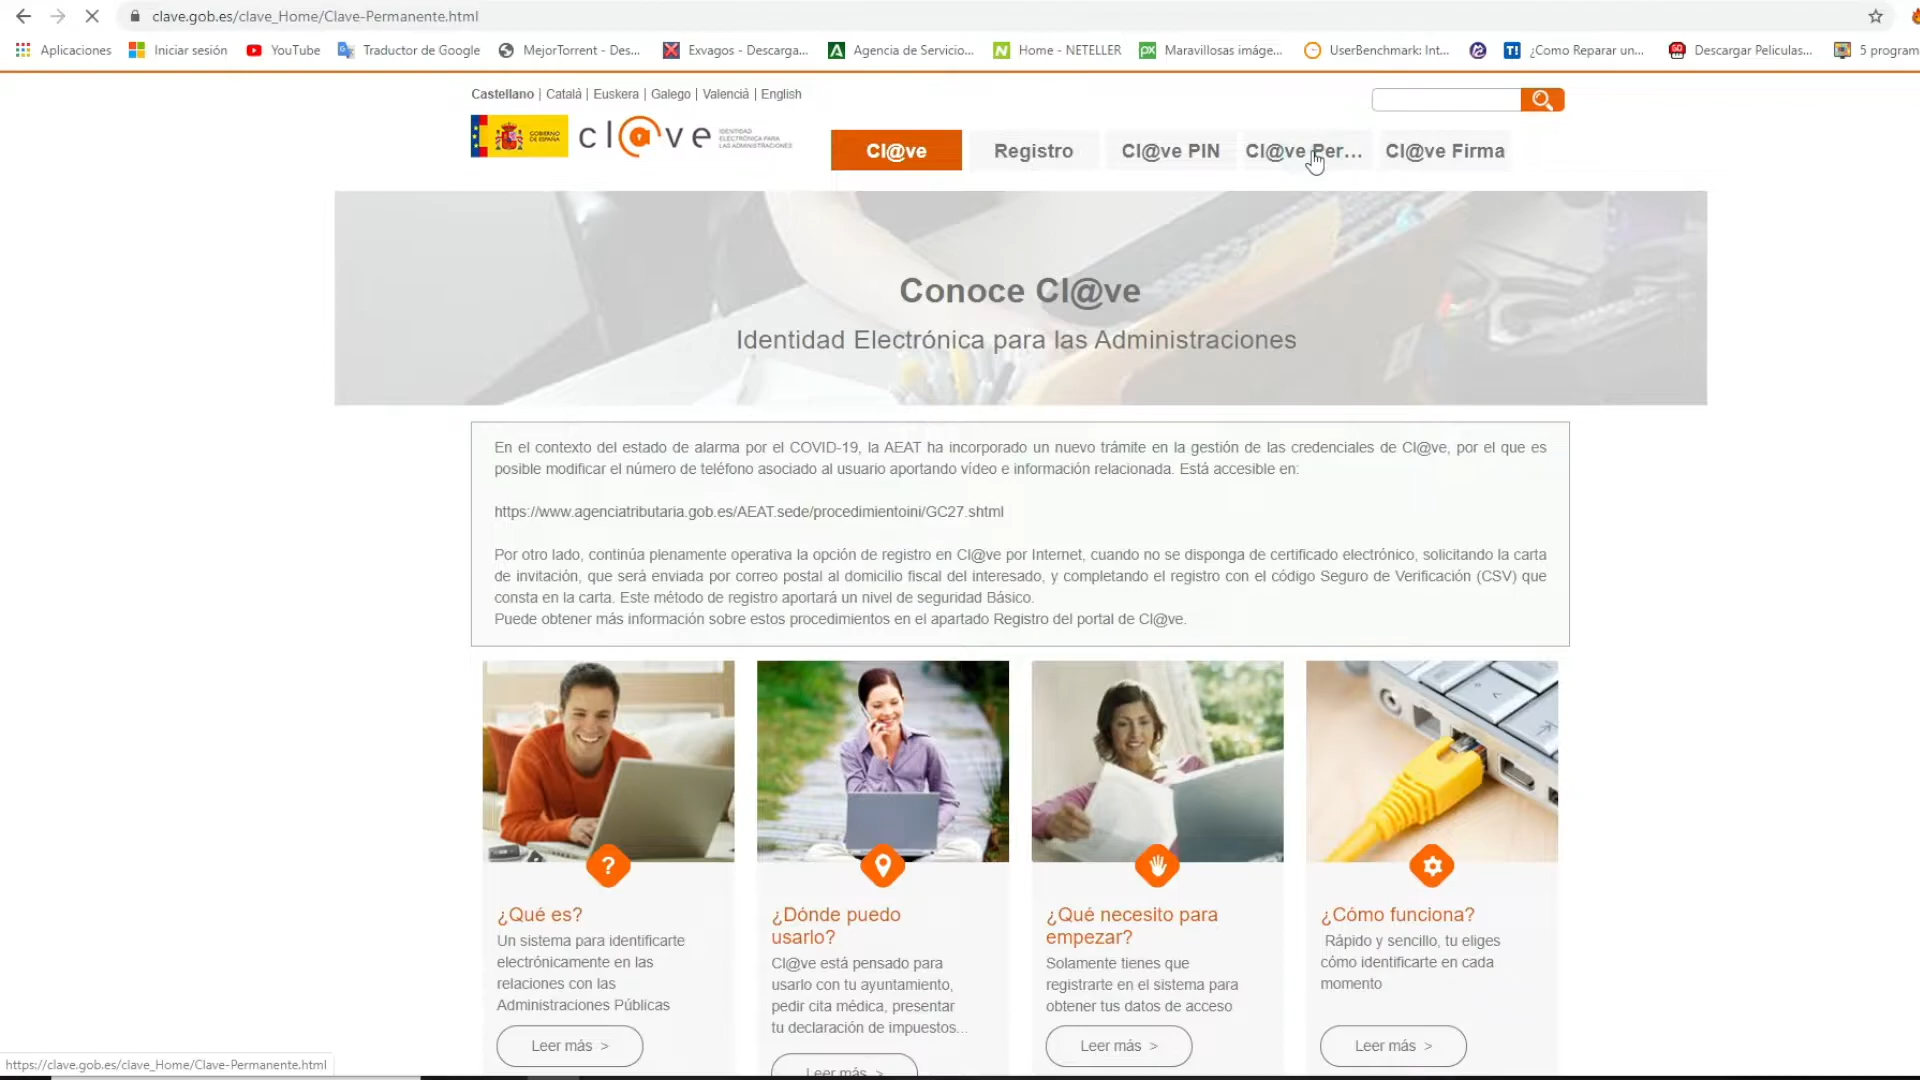 clave.gob.es/clave_Home/Clave-Permanente.html
Aplicaciones
Iniciar sesión
YouTube
Traductor de Google
MejorTorrent - Des...
Exvagos - Descarga...
Agencia de Servicio...
Home - NETELLER
Maravillosas imáge...
UserBenchmark: Int...
¿Como Reparar un...
Descargar Peliculas...
5 program
Castellano | Catalá | Euskera | Galego | Valencià | English
GOBIERNO
DE ESPAÑA
cl@ve
IDENTIDAD
ELECTRÓNICA PARA
LAS ADMINISTRACIONES
Cl@ve
Registro
Cl@ve PIN
Cl@ve Per...
Cl@ve Firma
Conoce Cl@ve
Identidad Electrónica para las Administraciones
En el contexto del estado de alarma por el COVID-19, la AEAT ha incorporado un nuevo trámite en la gestión de las credenciales de Cl@ve, por el que es
posible modificar el número de teléfono asociado al usuario aportando vídeo e información relacionada. Está accesible en:
https://www.agenciatributaria.gob.es/AEAT.sede/procedimientoini/GC27.shtml
Por otro lado, continúa plenamente operativa la opción de registro en Cl@ve por Internet, cuando no se disponga de certificado electrónico, solicitando la carta
de invitación, que será enviada por correo postal al domicilio fiscal del interesado, y completando el registro con el código Seguro de Verificación (CSV) que
consta en la carta. Este método de registro aportará un nivel de seguridad Básico.
Puede obtener más información sobre estos procedimientos en el apartado Registro del portal de Cl@ve.
¿Qué es?
Un sistema para identificarte
electrónicamente en las
relaciones con las
Administraciones Públicas
Leer más >
¿Dónde puedo
usarlo?
Cl@ve está pensado para
usarlo con tu ayuntamiento,
pedir cita médica, presentar
tu declaración de impuestos...
Leer más >
¿Qué necesito para
empezar?
Solamente tienes que
registrarte en el sistema para
obtener tus datos de acceso
Leer más >
¿Cómo funciona?
Rápido y sencillo, tu eliges
cómo identificarte en cada
momento
Leer más >
https://clave.gob.es/clave_Home/Clave-Permanente.html